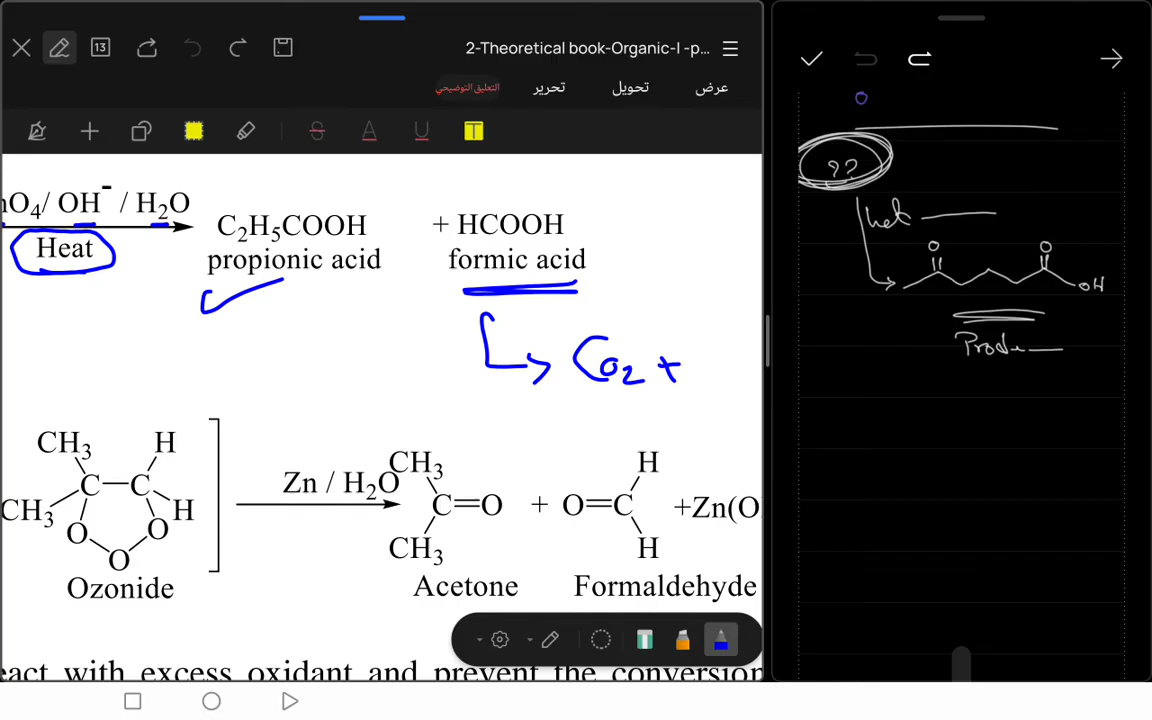 13
2-Theoretical book-Organic-I -p...
التعليق التوضيحي تحرير تحويل عرض
nO4/ OH⁻ / H2O
Heat
C2H5COOH + HCOOH
propionic acid formic acid
CO2 +
CH3 H
C C H
CH3
O O
O
Ozonide
Zn / H2O
CH3
C=O
CH3
Acetone
+
H
O=C
H
Formaldehyde
+Zn(O
eact with excess oxidant and prevent the conversion
??
O O
OH